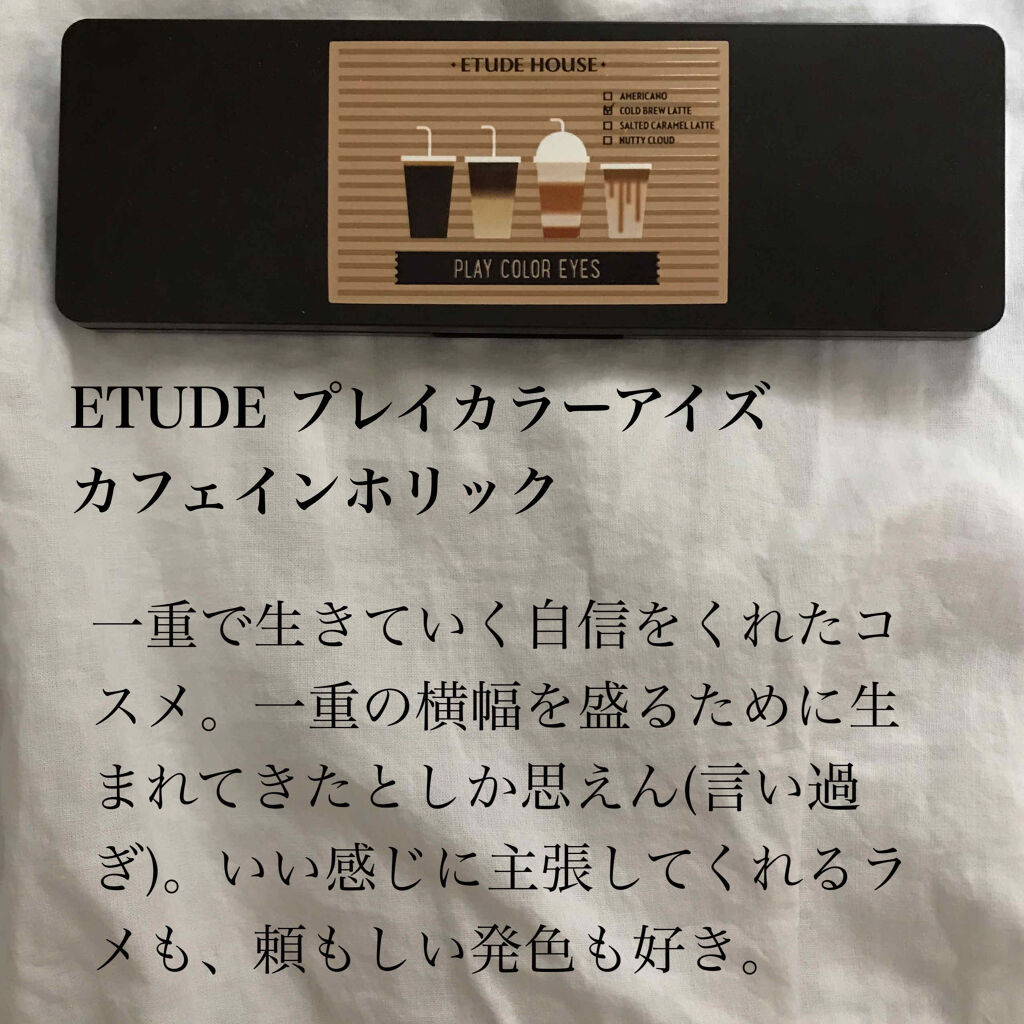 ·ETUDE HOUSE·
AMERICANO
COLD BREW LATTE
SALTED CARAMEL LATTE
NUTTY CLOUD
PLAY COLOR EYES
ETUDE プレイカラーアイズ
カフェインホリック
一重で生きていく自信をくれたコ
スメ。一重の横幅を盛るために生
まれてきたとしか思えん(言い過
ぎ)。いい感じに主張してくれるラ
メも、頼もしい発色も好き。